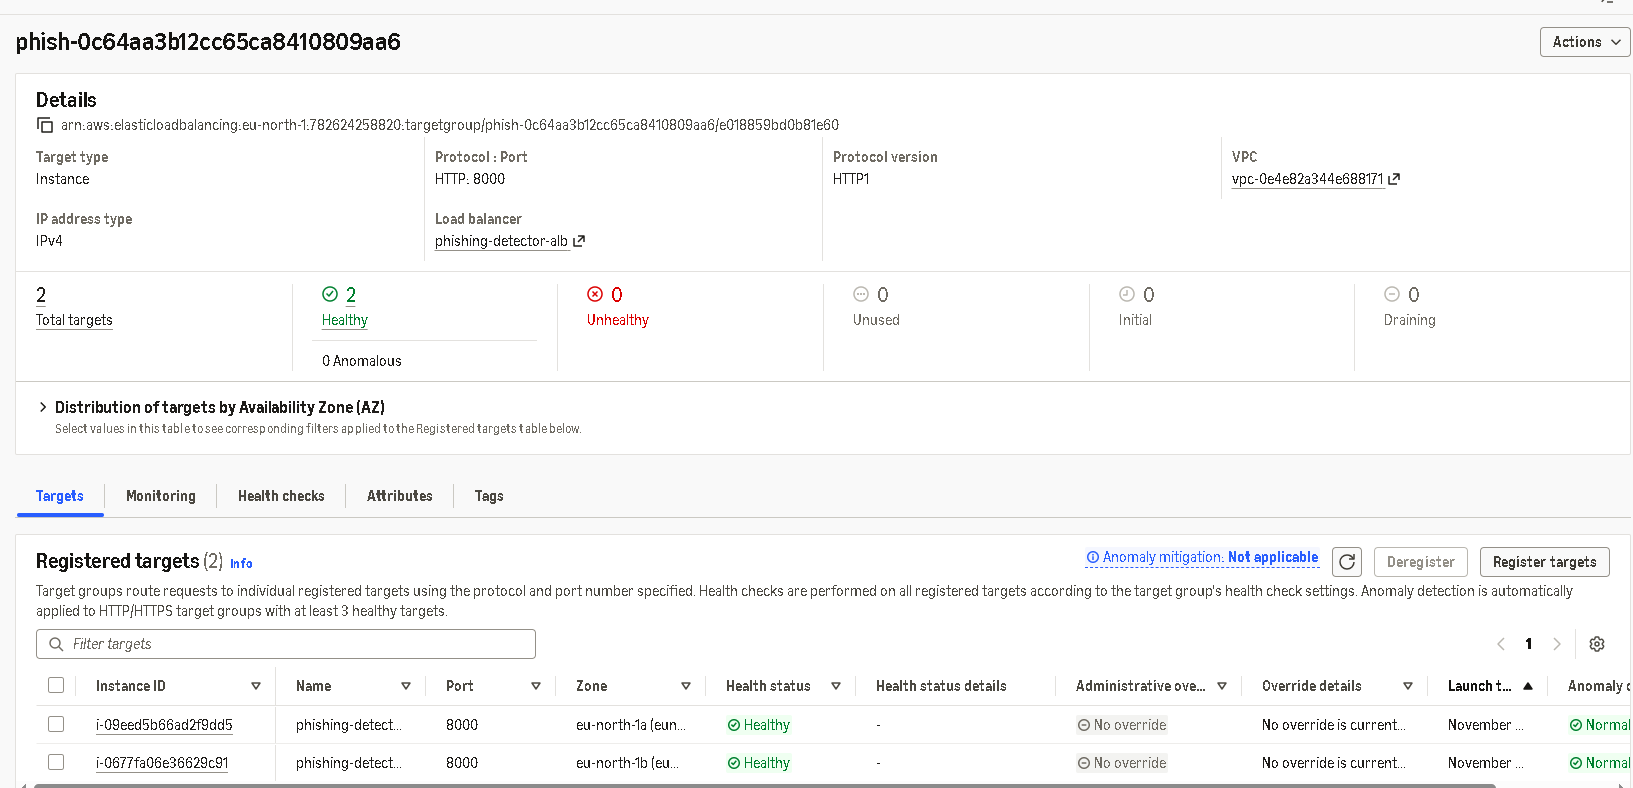 phish-0c64aa3b12cc65ca8410809aa6
Actions
Details
arn:aws:elasticloadbalancing:eu-north-1:782624258820:targetgroup/phish-0c64aa3b12cc65ca8410809aa6/e018859bd0b81e60
Target type
Instance
Protocol : Port
HTTP: 8000
Protocol version
HTTP1
VPC
vpc-0e4e82a344e688171
IP address type
IPv4
Load balancer
phishing-detector-alb
2
Total targets
2
Healthy
0 Anomalous
0
Unhealthy
0
Unused
0
Initial
0
Draining
Distribution of targets by Availability Zone (AZ)
Select values in this table to see corresponding filters applied to the Registered targets table below.
Targets Monitoring Health checks Attributes Tags
Registered targets (2) Info
Anomaly mitigation: Not applicable Deregister Register targets
Target groups route requests to individual registered targets using the protocol and port number specified. Health checks are performed on all registered targets according to the target group's health check settings. Anomaly detection is automatically
applied to HTTP/HTTPS target groups with at least 3 healthy targets.
Filter targets
1
Instance ID Name Port Zone Health status Health status details Administrative ove... Override details Launch t... Anomaly
i-09eed5b66ad2f9dd5 phishing-detect... 8000 eu-north-1a (eun... Healthy - No override No override is current... November ... Normal
i-0677fa06e36629c91 phishing-detect... 8000 eu-north-1b (eu... Healthy - No override No override is current... November ... Normal